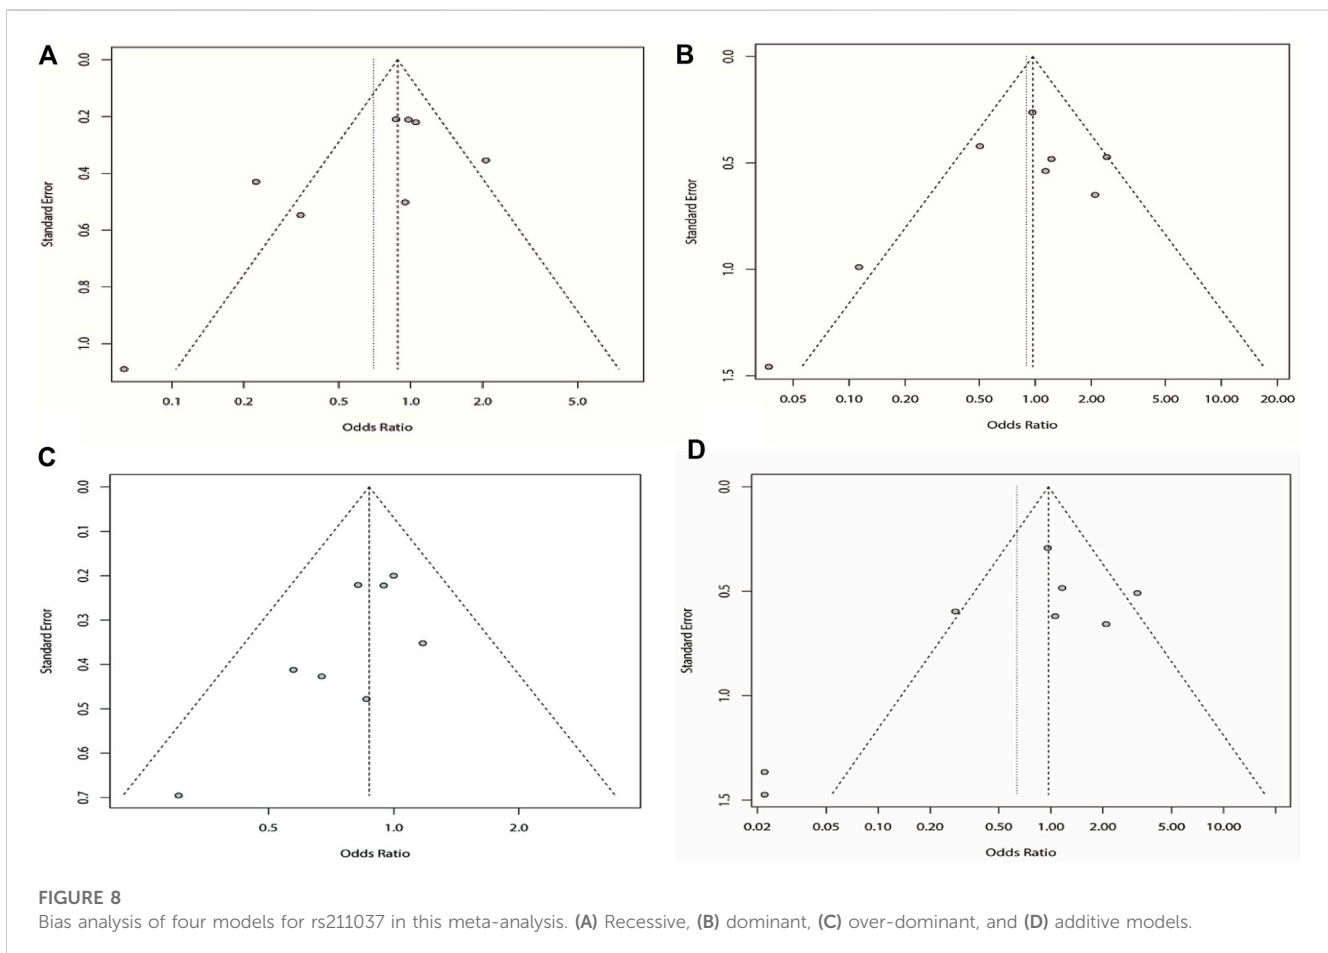 A
0.0
0.2
0.4
0.6
0.8
1.0
Standard Error
0.1 0.2 0.5 1.0 2.0 5.0
Odds Ratio
B
0.0
0.5
1.0
1.5
Standard Error
0.05 0.10 0.20 0.50 1.00 2.00 5.00 10.00 20.00
Odds Ratio
C
0.0
0.1
0.2
0.3
0.4
0.5
0.6
0.7
Standard Error
0.5 1.0 2.0
Odds Ratio
D
0.0
0.5
1.0
1.5
Standard Error
0.02 0.05 0.10 0.20 0.50 1.00 2.00 5.00 10.00
Odds Ratio
FIGURE 8
Bias analysis of four models for rs211037 in this meta-analysis. (A) Recessive, (B) dominant, (C) over-dominant, and (D) additive models.